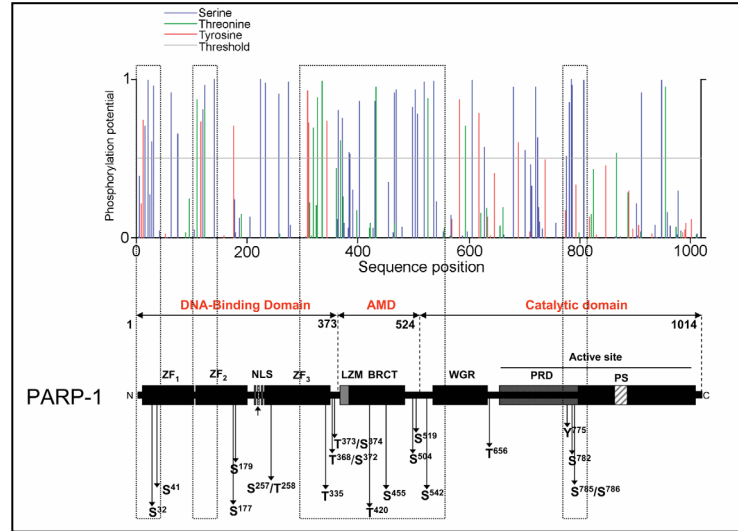 Serine
Threonine
Tyrosine
Threshold
1
1
Phosphorylation potential
0
0
0 200 400 600 800 1000
Sequence position
DNA-Binding Domain AMD Catalytic domain
1 373 524 1014
Active site
ZF1 ZF2 NLS ZF3 LZM BRCT WGR PRD PS
PARP-1
N C
Y775
T373/S374 S519
T656
T368/S372 S504
S782
S179
S41 S257/T258 T335 S455 S542 S785/S786
S32 S177 T420